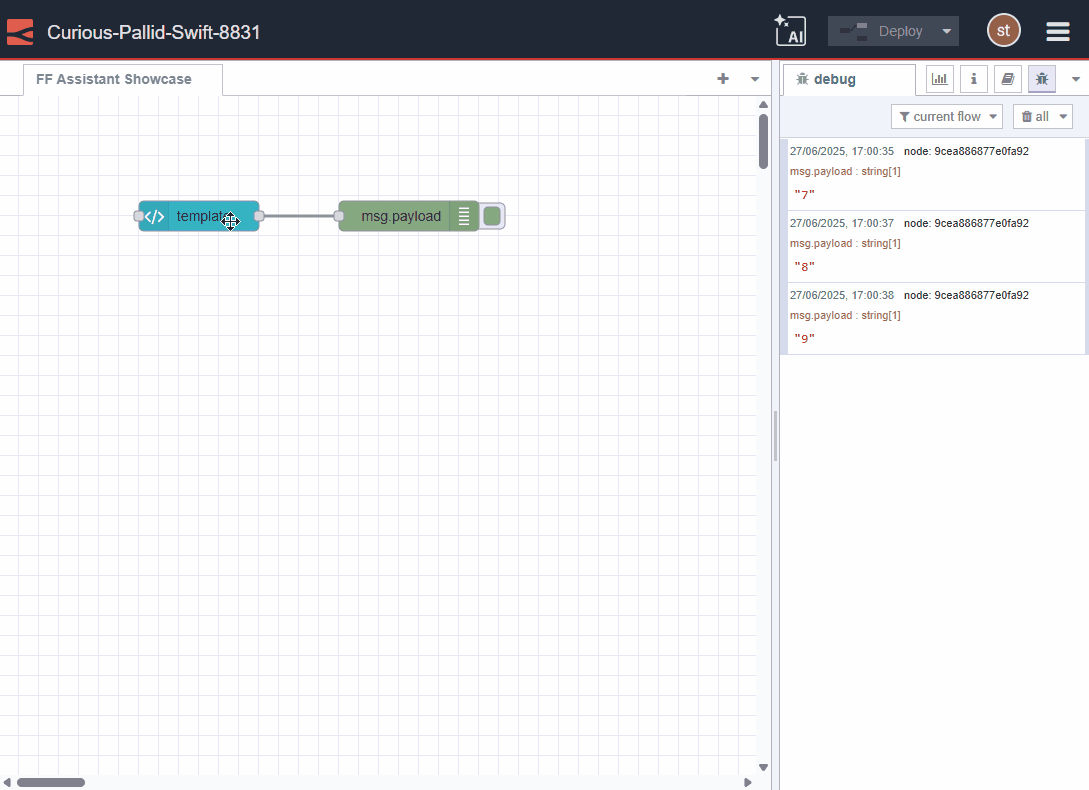 Curious-Pallid-Swift-8831
AI
Deploy
st
FF Assistant Showcase
debug
i
current flow
all
27/06/2025, 17:00:35 node: 9cea886877e0fa92
msg.payload : string[1]
"7"
27/06/2025, 17:00:37 node: 9cea886877e0fa92
msg.payload : string[1]
"8"
27/06/2025, 17:00:38 node: 9cea886877e0fa92
msg.payload : string[1]
"9"
</> template
msg.payload